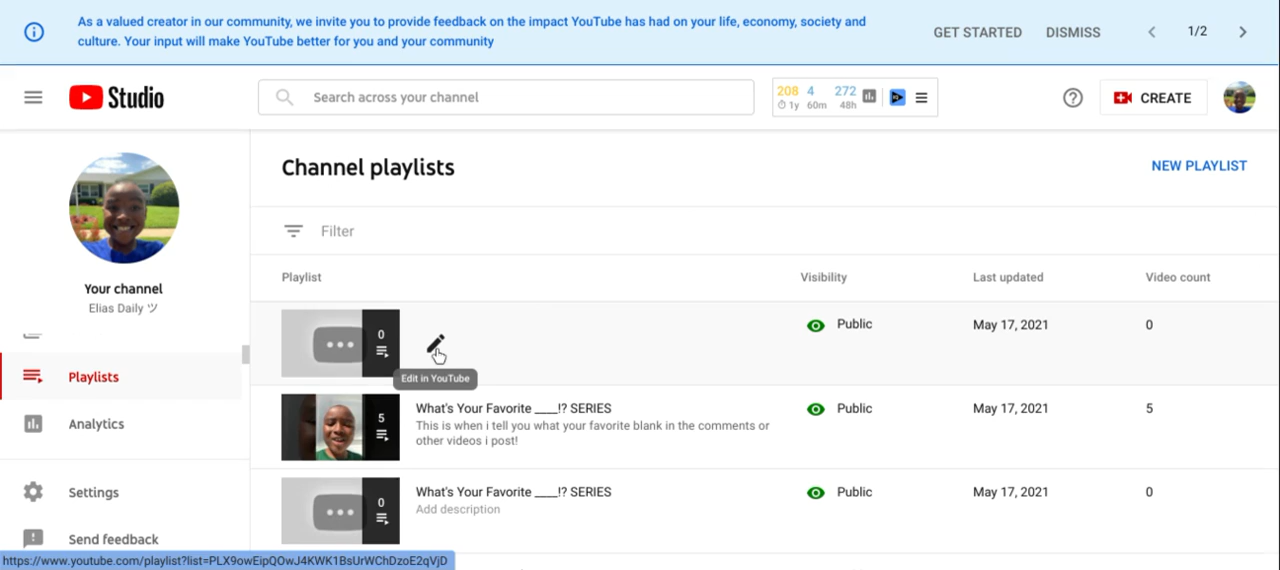 As a valued creator in our community, we invite you to provide feedback on the impact YouTube has had on your life, economy, society and
culture. Your input will make YouTube better for you and your community
GET STARTED
DISMISS
1/2
Studio
Search across your channel
208 4 272
1y 60m 48h
CREATE
Channel playlists
NEW PLAYLIST
Filter
Your channel
Elias Daily ツ
Playlists
Analytics
Settings
Send feedback
Playlist Visibility Last updated Video count
0 Public May 17, 2021 0
Edit in YouTube
5 What's Your Favorite ____!? SERIES Public May 17, 2021 5
This is when i tell you what your favorite blank in the comments or
other videos i post!
0 What's Your Favorite ____!? SERIES Public May 17, 2021 0
Add description
https://www.youtube.com/playlist?list=PLX9owEipQOwJ4KWK1BsUrWChDzoE2qVjD